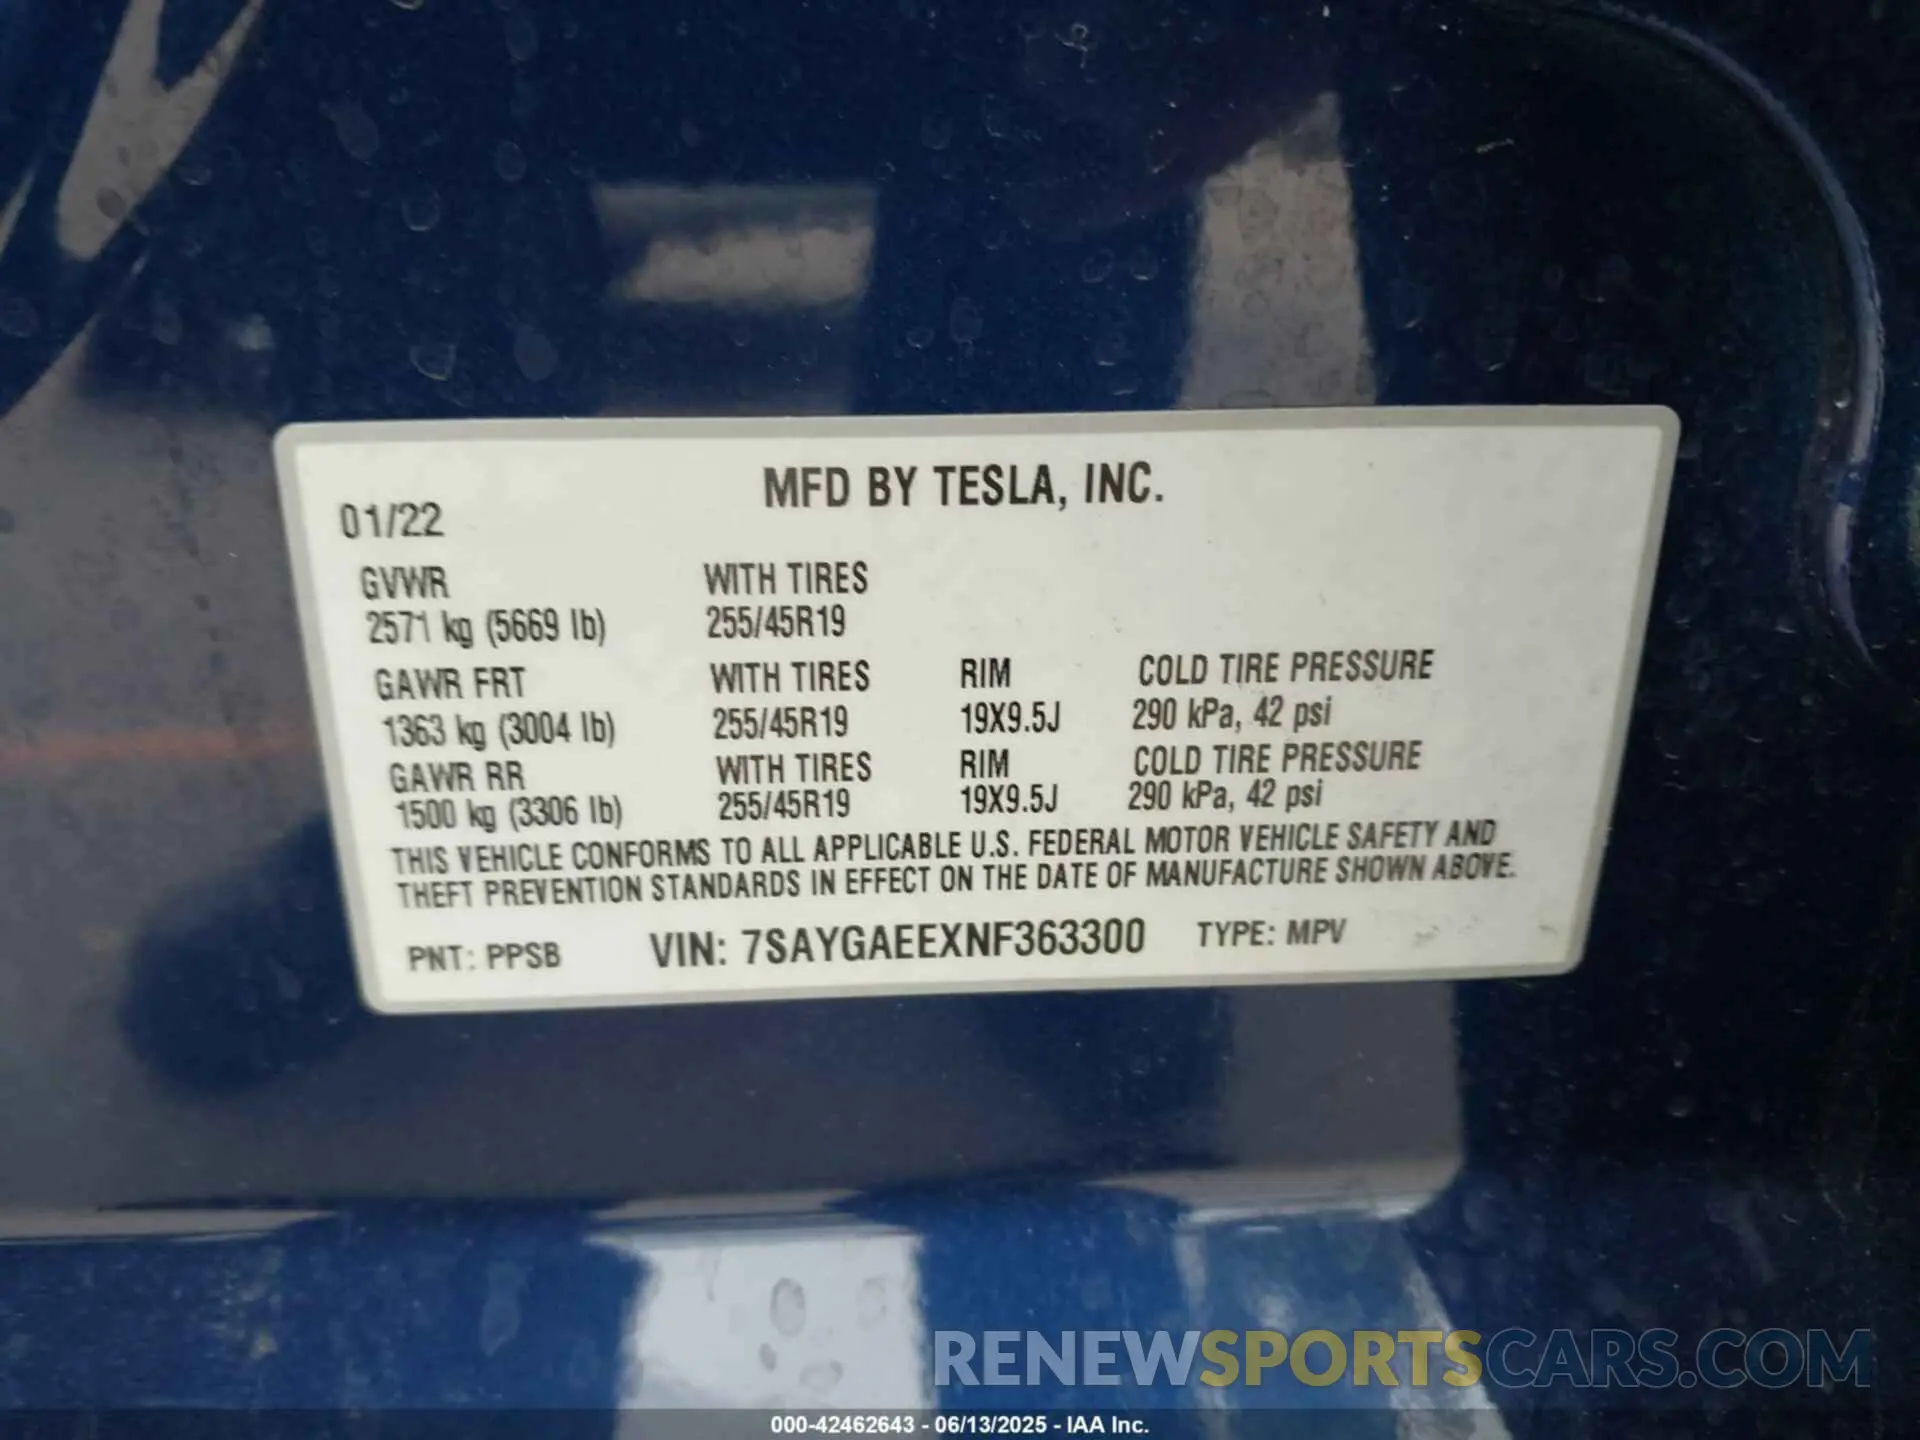 MFD BY TESLA, INC.
01/22
GVWR WITH TIRES
2571 kg (5669 lb) 255/45R19
GAWR FRT WITH TIRES RIM COLD TIRE PRESSURE
1363 kg (3004 lb) 255/45R19 19X9.5J 290 kPa, 42 psi
GAWR RR WITH TIRES RIM COLD TIRE PRESSURE
1500 kg (3306 lb) 255/45R19 19X9.5J 290 kPa, 42 psi
THIS VEHICLE CONFORMS TO ALL APPLICABLE U.S. FEDERAL MOTOR VEHICLE SAFETY AND
THEFT PREVENTION STANDARDS IN EFFECT ON THE DATE OF MANUFACTURE SHOWN ABOVE.
PNT: PPSB VIN: 7SAYGAEEXNF363300 TYPE: MPV
RENEWSPORTSCARS.COM
000-42462643 - 06/13/2025 - IAA Inc.